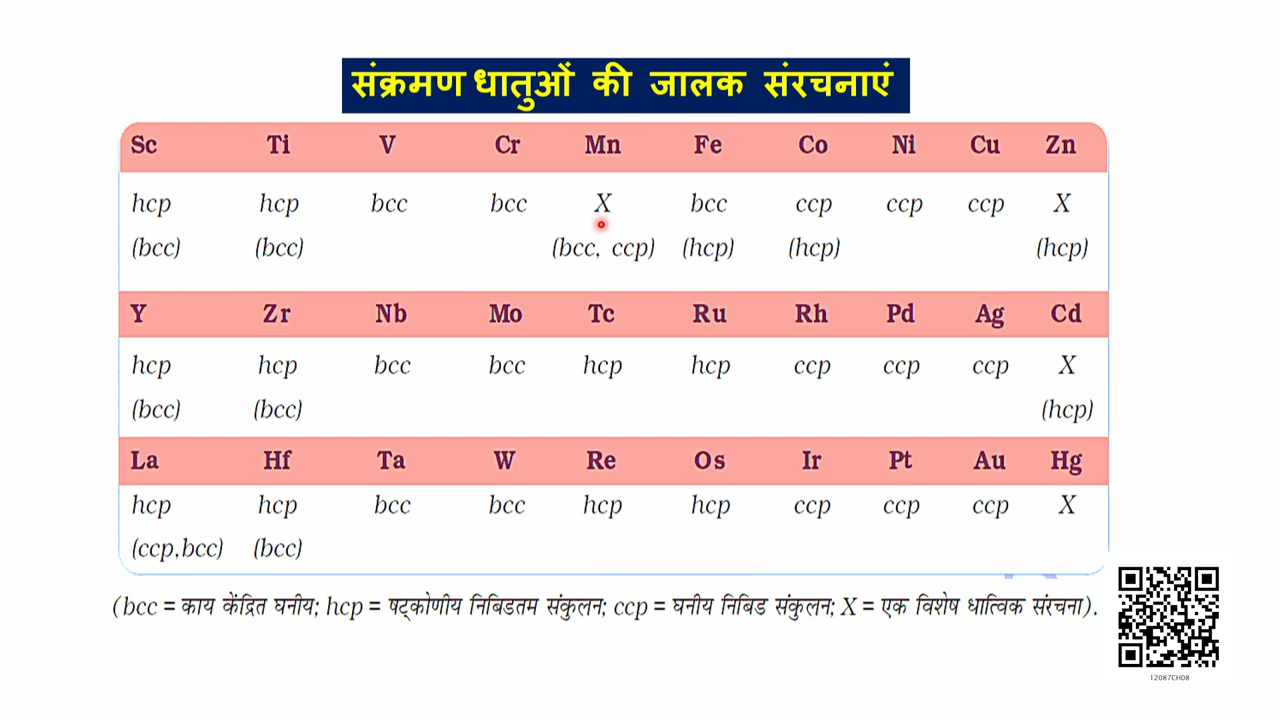 संक्रमण धातुओं की जालक संरचनाएं
Sc Ti V Cr Mn Fe Co Ni Cu Zn
hcp hcp bcc bcc X bcc ccp ccp ccp X
(bcc) (bcc) (bcc, ccp) (hcp) (hcp) (hcp)
Y Zr Nb Mo Tc Ru Rh Pd Ag Cd
hcp hcp bcc bcc hcp hcp ccp ccp ccp X
(bcc) (bcc) (hcp)
La Hf Ta W Re Os Ir Pt Au Hg
hcp hcp bcc bcc hcp hcp ccp ccp ccp X
(ccp,bcc) (bcc)
(bcc = काय केंद्रित घनीय; hcp = षट्कोणीय निबिडतम संकुलन; ccp = घनीय निबिड संकुलन; X = एक विशेष धात्विक संरचना).
12087CH08